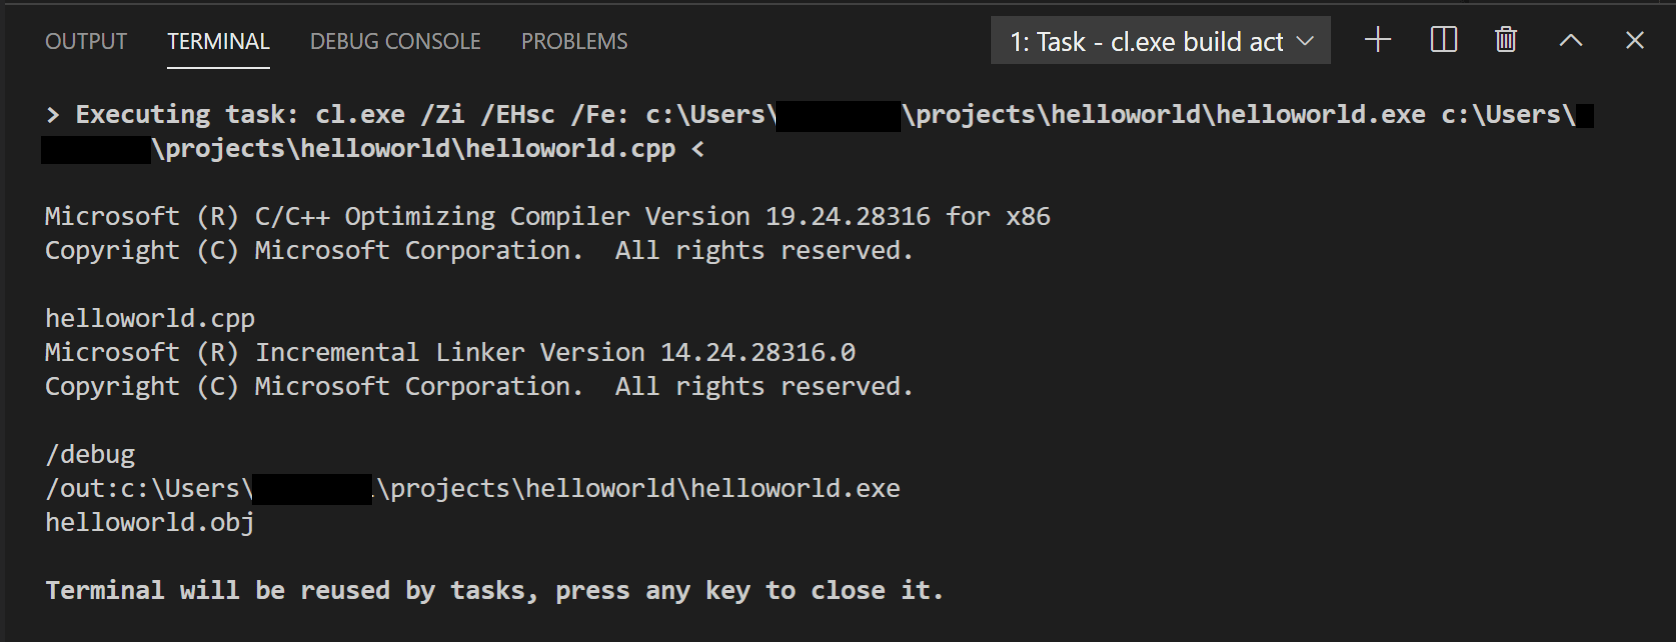 OUTPUT TERMINAL DEBUG CONSOLE PROBLEMS 1: Task - cl.exe build act
> Executing task: cl.exe /Zi /EHsc /Fe: c:\Users\ \projects\helloworld\helloworld.exe c:\Users\
\projects\helloworld\helloworld.cpp <
Microsoft (R) C/C++ Optimizing Compiler Version 19.24.28316 for x86
Copyright (C) Microsoft Corporation.  All rights reserved.
helloworld.cpp
Microsoft (R) Incremental Linker Version 14.24.28316.0
Copyright (C) Microsoft Corporation.  All rights reserved.
/debug
/out:c:\Users\ \projects\helloworld\helloworld.exe
helloworld.obj
Terminal will be reused by tasks, press any key to close it.